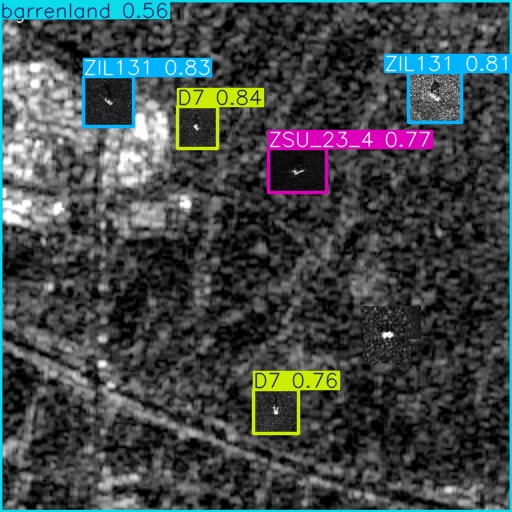 barrenland 0.56
ZIL131 0.83
ZIL131 0.81
D7 0.84
ZSU_23_4 0.77
D7 0.76